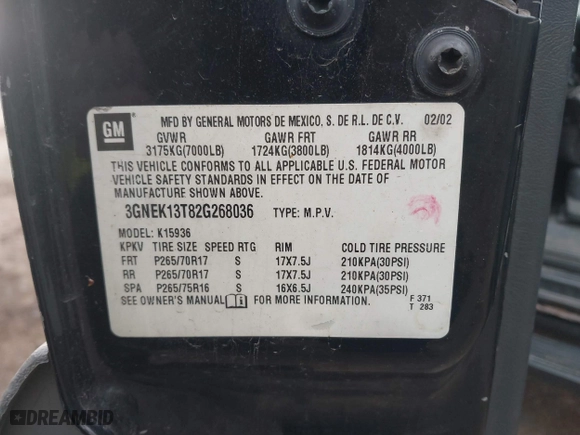 GM
MFD BY GENERAL MOTORS DE MEXICO. S. DE R.L. DE C.V. 02/02
GVWR GAWR FRT GAWR RR
3175KG(7000LB) 1724KG(3800LB) 1814KG(4000LB)
THIS VEHICLE CONFORMS TO ALL APPLICABLE U.S. FEDERAL MOTOR
VEHICLE SAFETY STANDARDS IN EFFECT ON THE DATE OF
MANUFACTURE SHOWN ABOVE.
3GNEK13T82G268036 TYPE: M.P.V.
MODEL: K15936
KPKV TIRE SIZE SPEED RTG RIM COLD TIRE PRESSURE
FRT P265/70R17 S 17X7.5J 210KPA(30PSI)
RR P265/70R17 S 17X7.5J 210KPA(30PSI)
SPA P265/75R16 S 16X6.5J 240KPA(35PSI)
SEE OWNER'S MANUAL FOR MORE INFORMATION. F 371
T 283
DREAMBID